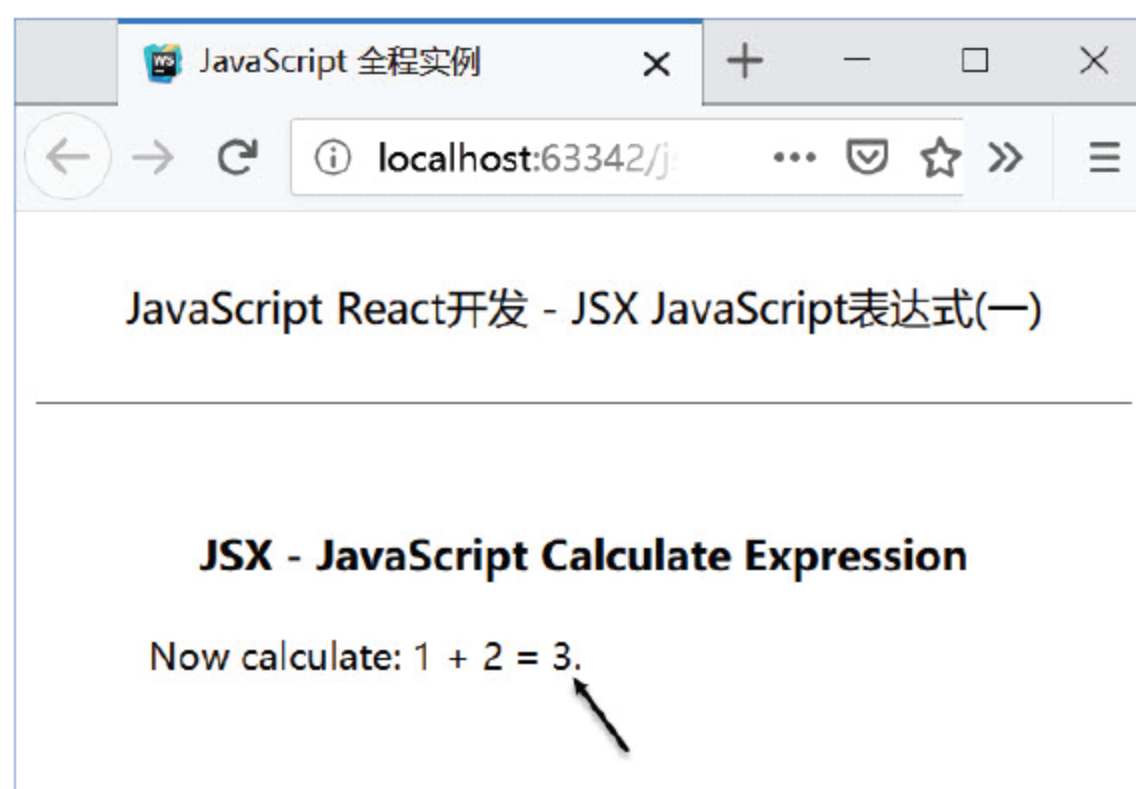 WS JavaScript 全程实例
localhost:63342/j
JavaScript React开发 - JSX JavaScript表达式(一)
JSX - JavaScript Calculate Expression
Now calculate: 1 + 2 = 3.